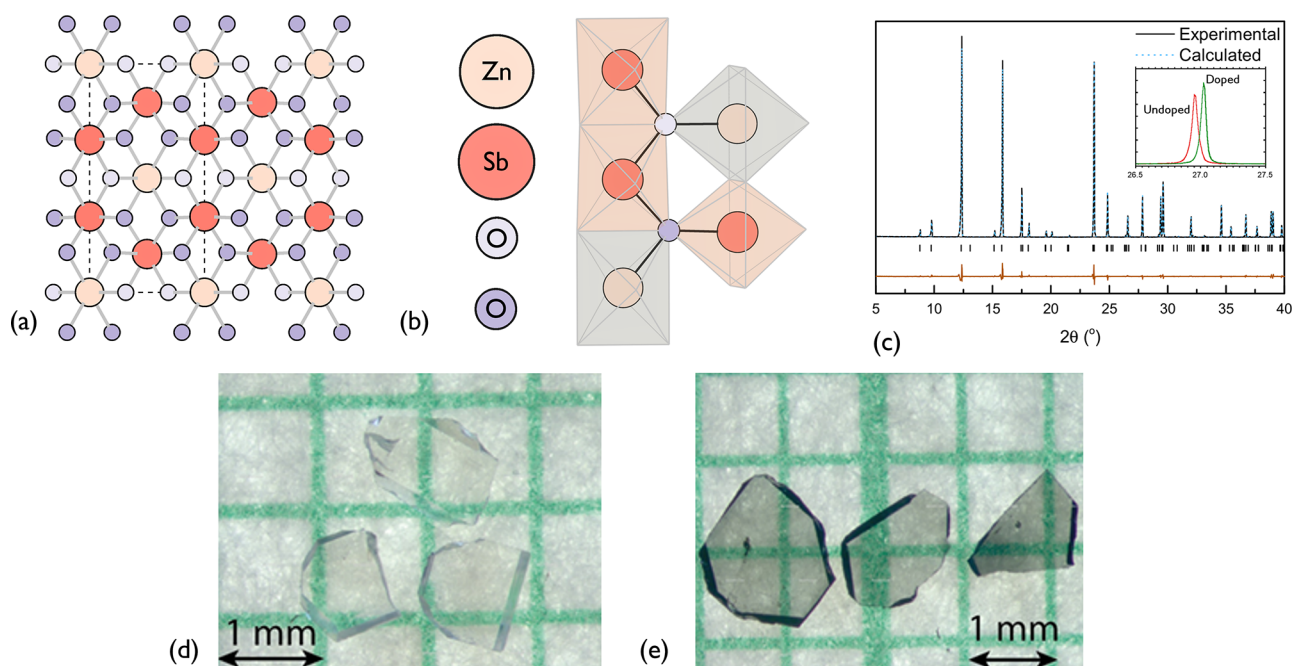 (a)
(b)
Zn
Sb
O
O
Experimental
Calculated
Doped
Undoped
26.5 27.0 27.5
5 10 15 20 25 30 35 40
2θ (°)
(c)
1 mm
(d)
1 mm
(e)